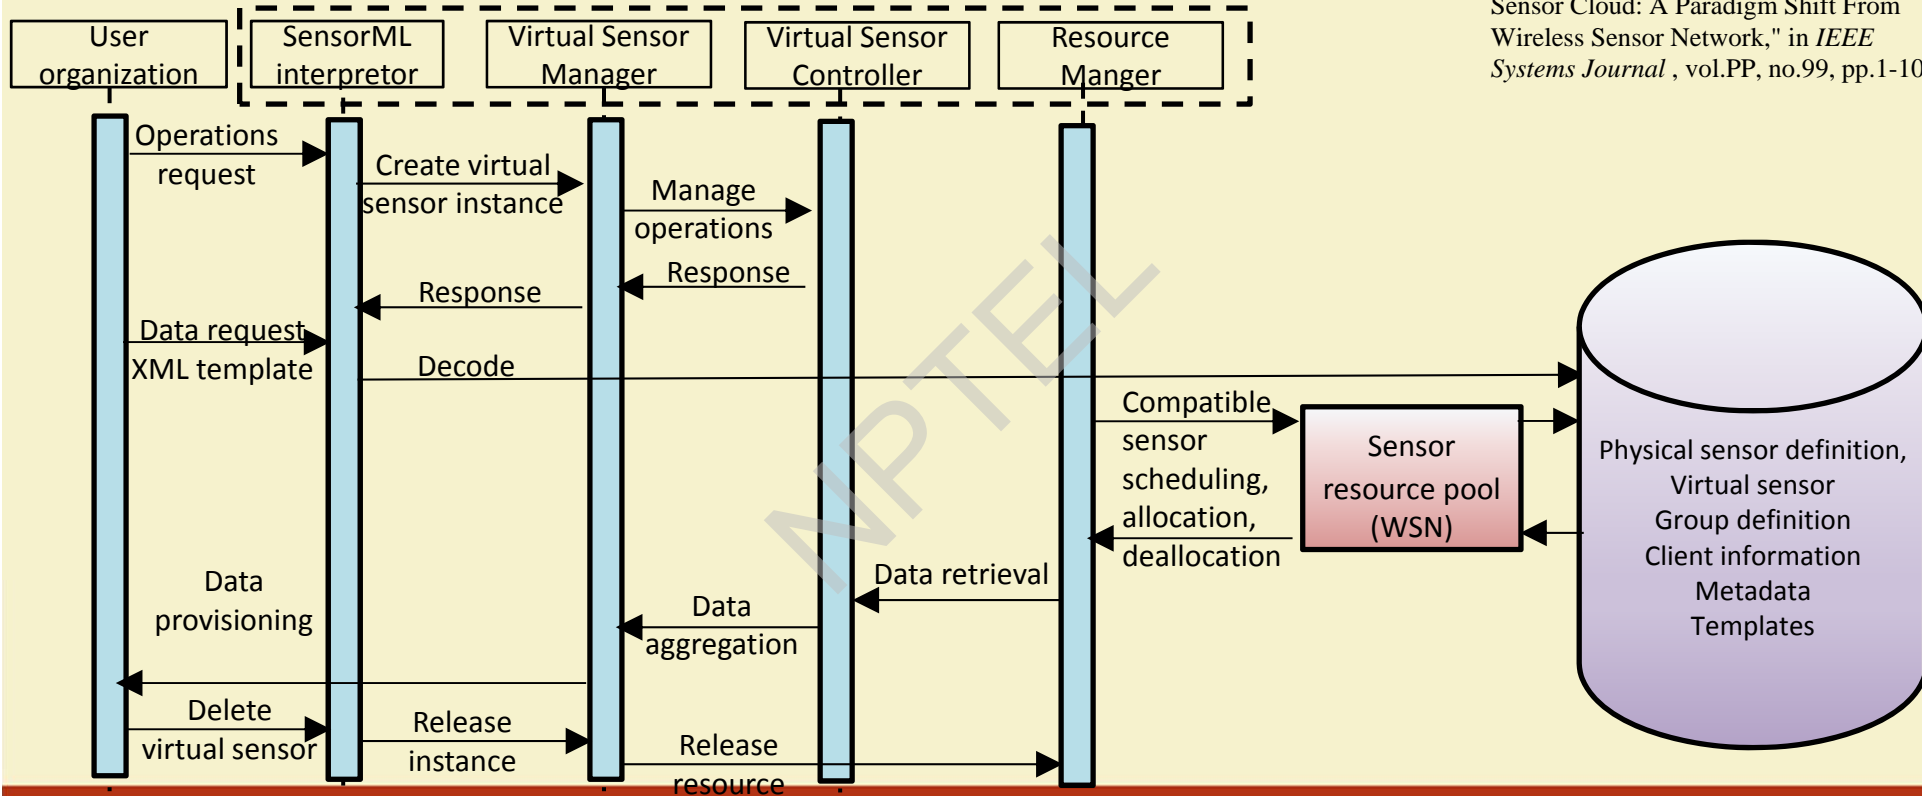 Sensor Cloud: A Paradigm Shift From
Wireless Sensor Network," in IEEE
Systems Journal , vol.PP, no.99, pp.1-10
User
organization
SensorML
interpretor
Virtual Sensor
Manager
Virtual Sensor
Controller
Resource
Manger
Operations
request
Create virtual
sensor instance
Manage
operations
Response
Response
Data request
XML template
Decode
Compatible
sensor
scheduling,
allocation,
deallocation
Sensor
resource pool
(WSN)
Physical sensor definition,
Virtual sensor
Group definition
Client information
Metadata
Templates
Data retrieval
Data
aggregation
Data
provisioning
Delete
virtual sensor
Release
instance
Release
resource
NPTEL